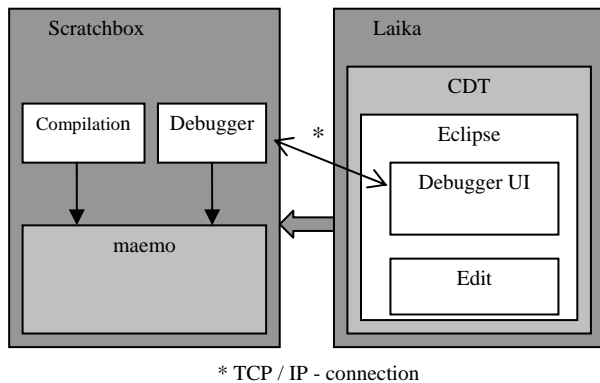 Scratchbox
Compilation
Debugger
maemo
*
Laika
CDT
Eclipse
Debugger UI
Edit
* TCP / IP - connection